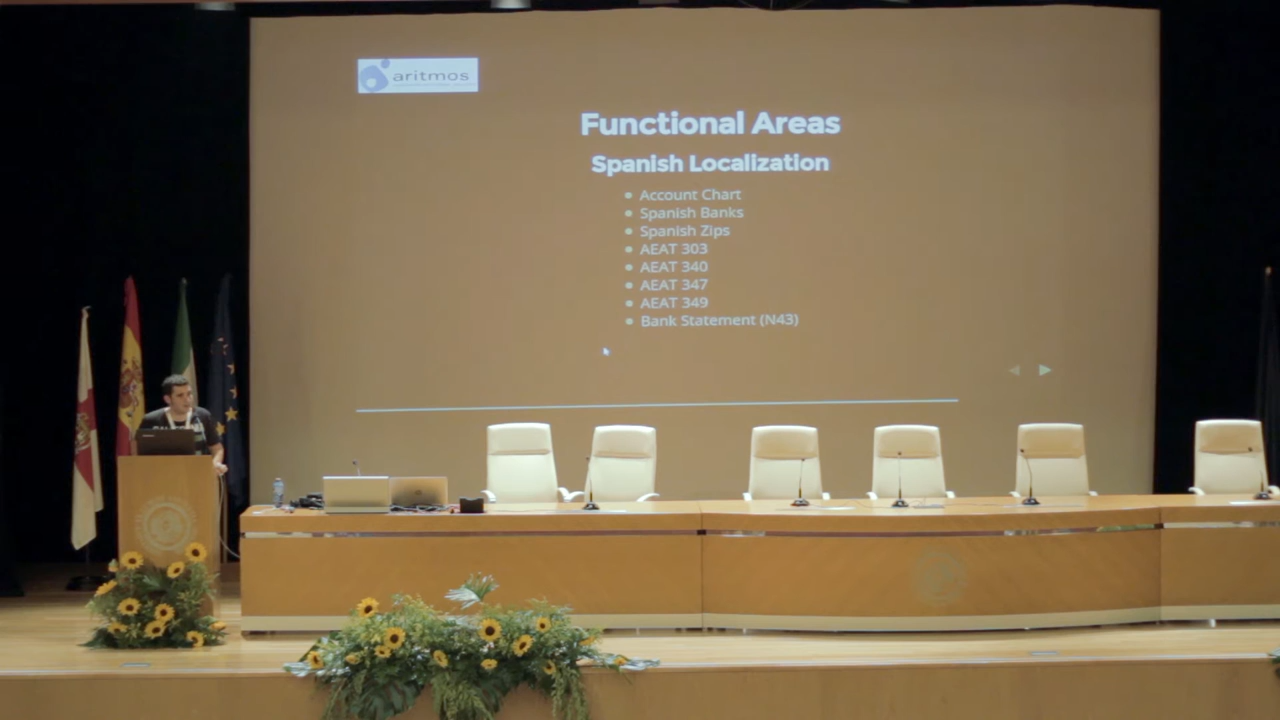 aritmos
Functional Areas
Spanish Localization
Account Chart
Spanish Banks
Spanish Zips
AEAT 303
AEAT 340
AEAT 347
AEAT 349
Bank Statement (N43)